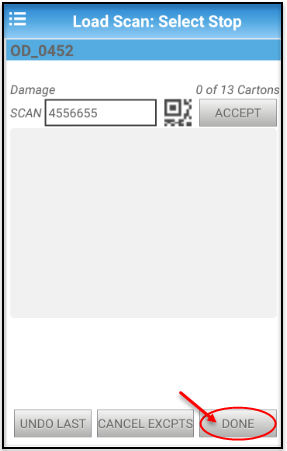 Load Scan: Select Stop
OD_0452
Damage 0 of 13 Cartons
SCAN 4556655 ACCEPT
UNDO LAST CANCEL EXCPTS DONE